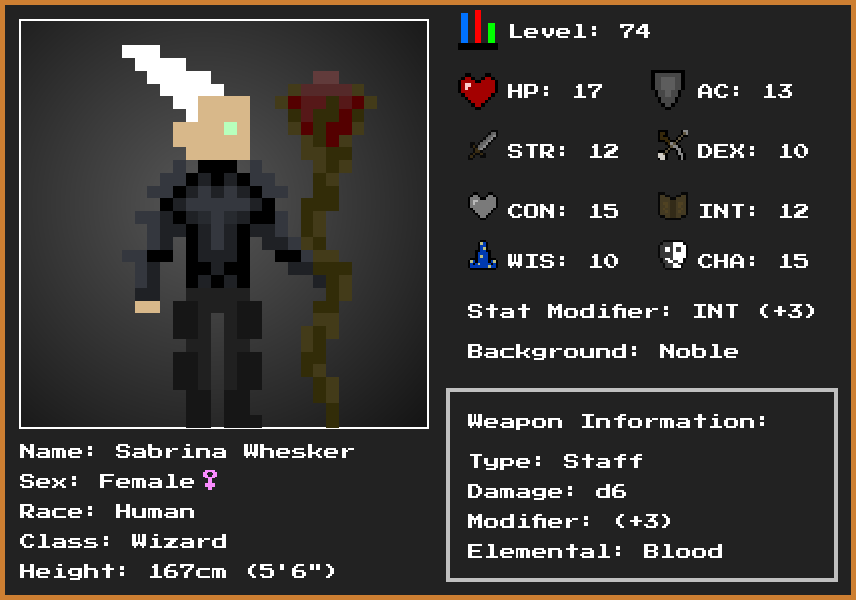 Level: 74
HP: 17
AC: 13
STR: 12
DEX: 10
CON: 15
INT: 12
WIS: 10
CHA: 15
Stat Modifier: INT (+3)
Background: Noble
Weapon Information:
Type: Staff
Damage: d6
Modifier: (+3)
Elemental: Blood
Name: Sabrina Whesker
Sex: Female♀
Race: Human
Class: Wizard
Height: 167cm (5'6")